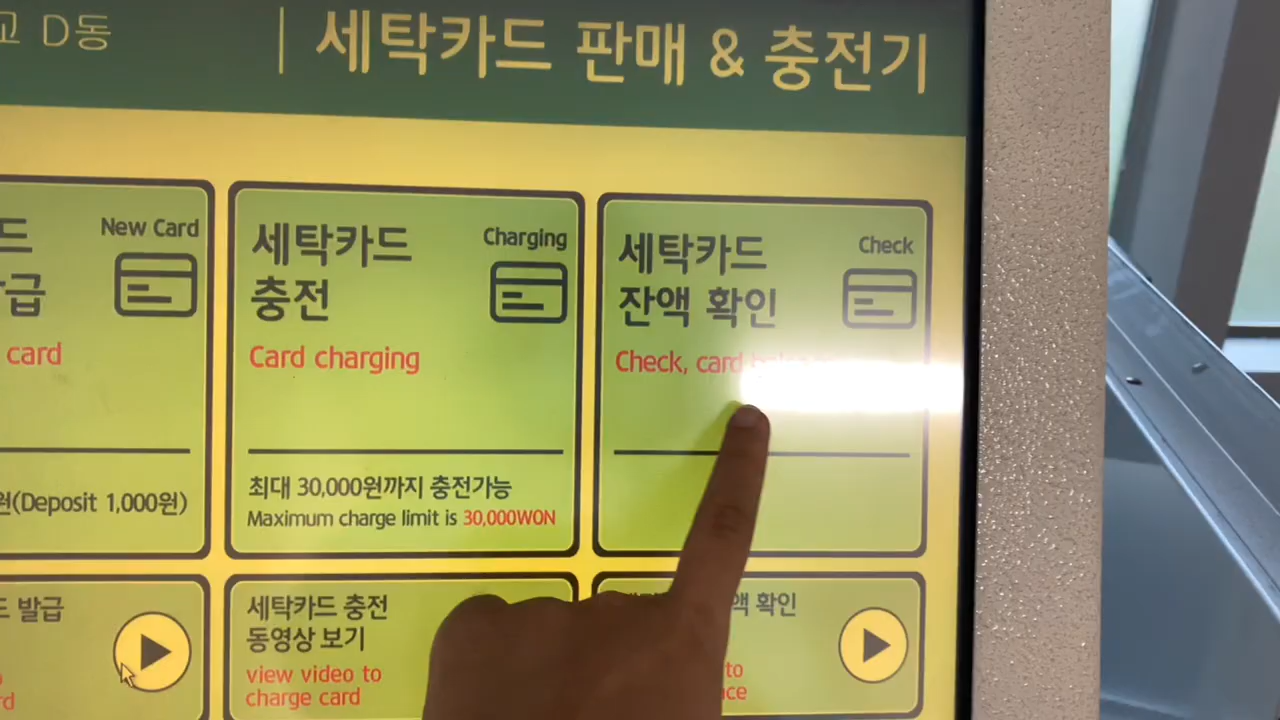 D동
세탁카드 판매 & 충전기
New Card
card
(Deposit 1,000원)
세탁카드
충전
Charging
Card charging
최대 30,000원까지 충전가능
Maximum charge limit is 30,000WON
세탁카드
잔액 확인
Check
Check, card
발급
세탁카드 충전
동영상 보기
view video to
charge card
확인
to